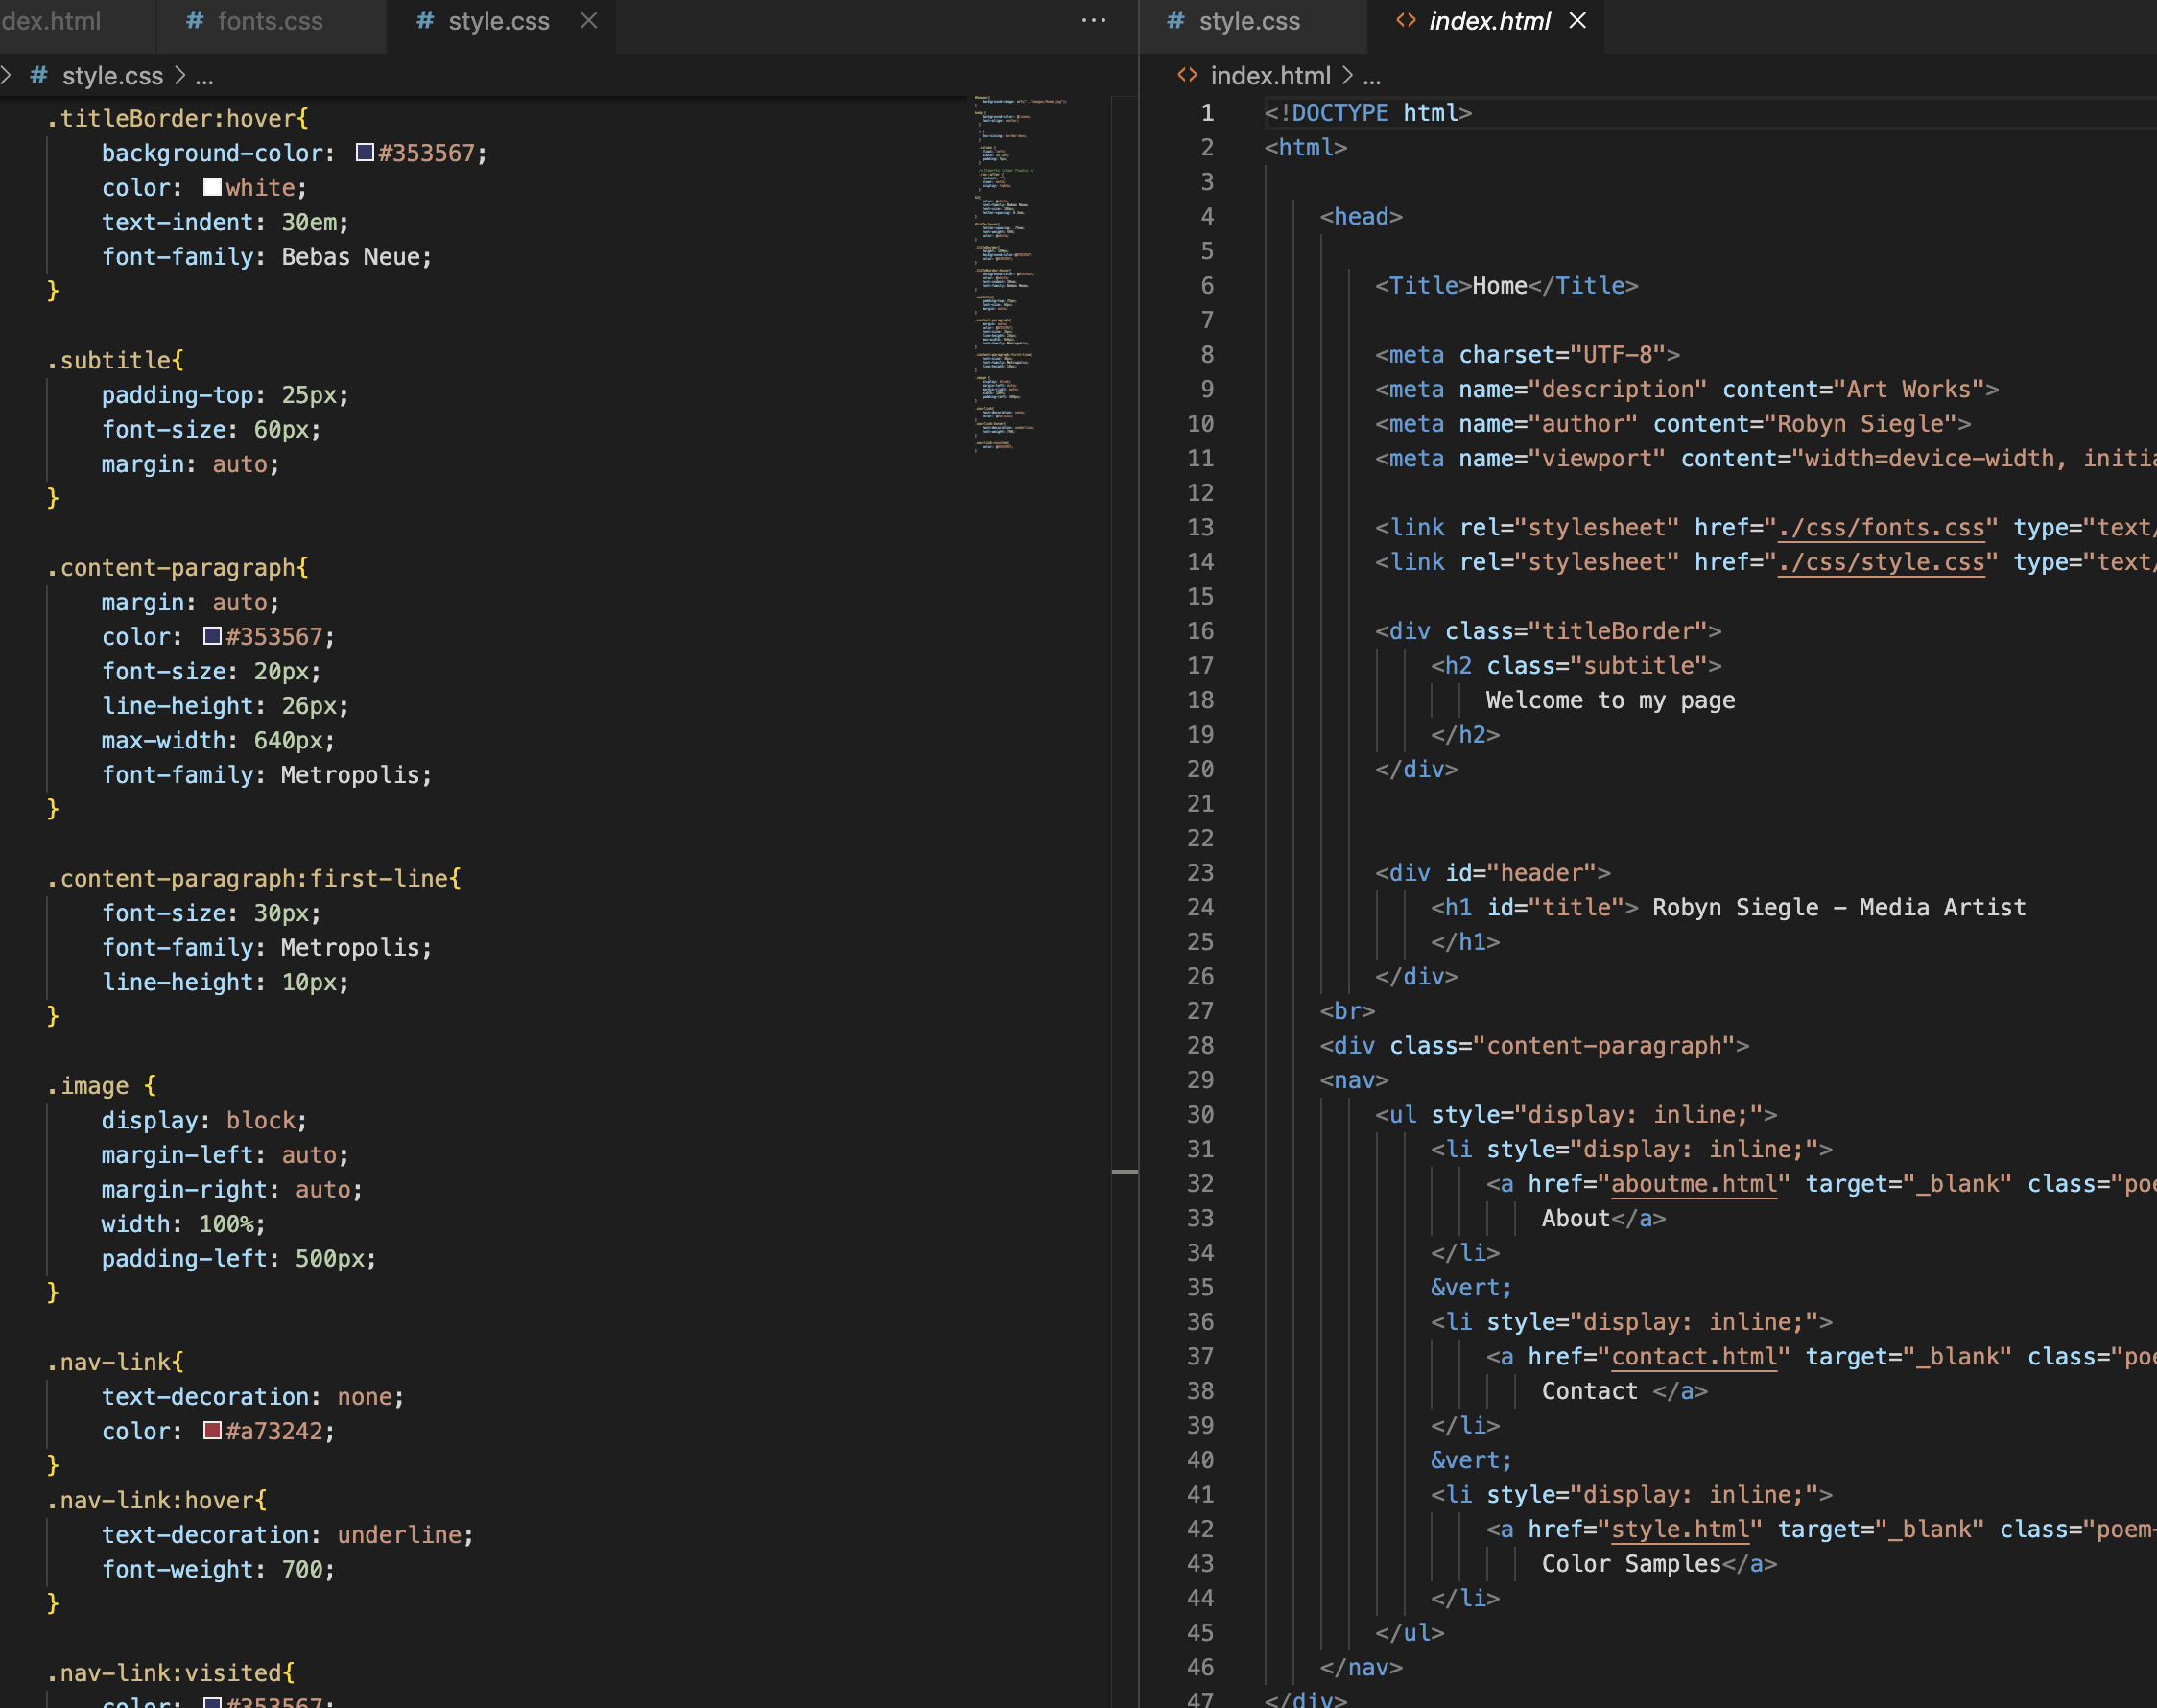 dex.html
# fonts.css
# style.css
...
> # style.css > ...
.titleBorder:hover{
background-color: #353567;
color: white;
text-indent: 30em;
font-family: Bebas Neue;
}
.subtitle{
padding-top: 25px;
font-size: 60px;
margin: auto;
}
.content-paragraph{
margin: auto;
color: #353567;
font-size: 20px;
line-height: 26px;
max-width: 640px;
font-family: Metropolis;
}
.content-paragraph:first-line{
font-size: 30px;
font-family: Metropolis;
line-height: 10px;
}
.image {
display: block;
margin-left: auto;
margin-right: auto;
width: 100%;
padding-left: 500px;
}
.nav-link{
text-decoration: none;
color: #a73242;
}
.nav-link:hover{
text-decoration: underline;
font-weight: 700;
}
.nav-link:visited{
color: #353567;
# style.css
<> index.html
<> index.html > ...
1 <!DOCTYPE html>
2 <html>
3
4 <head>
5
6 <Title>Home</Title>
7
8 <meta charset="UTF-8">
9 <meta name="description" content="Art Works">
10 <meta name="author" content="Robyn Siegle">
11 <meta name="viewport" content="width=device-width, initia
12
13 <link rel="stylesheet" href="./css/fonts.css" type="text/
14 <link rel="stylesheet" href="./css/style.css" type="text/
15
16 <div class="titleBorder">
17 <h2 class="subtitle">
18 Welcome to my page
19 </h2>
20 </div>
21
22
23 <div id="header">
24 <h1 id="title"> Robyn Siegle - Media Artist
25 </h1>
26 </div>
27 <br>
28 <div class="content-paragraph">
29 <nav>
30 <ul style="display: inline;">
31 <li style="display: inline;">
32 <a href="aboutme.html" target="_blank" class="poe
33 About</a>
34 </li>
35 &vert;
36 <li style="display: inline;">
37 <a href="contact.html" target="_blank" class="poe
38 Contact </a>
39 </li>
40 &vert;
41 <li style="display: inline;">
42 <a href="style.html" target="_blank" class="poem-
43 Color Samples</a>
44 </li>
45 </ul>
46 </nav>
47 </div>